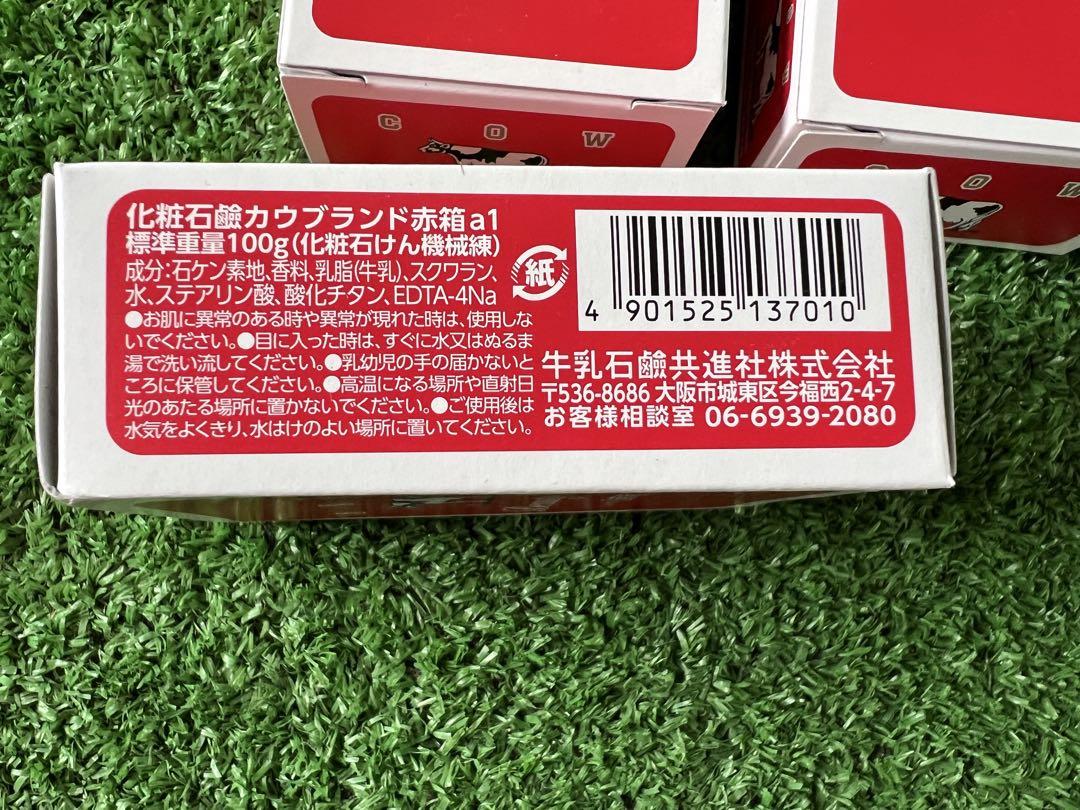 COW
COW
化粧石鹸カウブランド赤箱a1
標準重量100g(化粧石けん機械練)
成分:石ケン素地、香料、乳脂(牛乳)、スクワラン、
水、ステアリン酸、酸化チタン、EDTA-4Na
●お肌に異常のある時や異常が現れた時は、使用しな
いでください。●目に入った時は、すぐに水又はぬるま
湯で洗い流してください。●乳幼児の手の届かないと
ころに保管してください。●高温になる場所や直射日
光のあたる場所に置かないでください。●ご使用後は
水気をよくきり、水はけのよい場所に置いてください。
紙
4 901525 137010
牛乳石鹸共進社株式会社
〒536-8686 大阪市城東区今福西2-4-7
お客様相談室 06-6939-2080